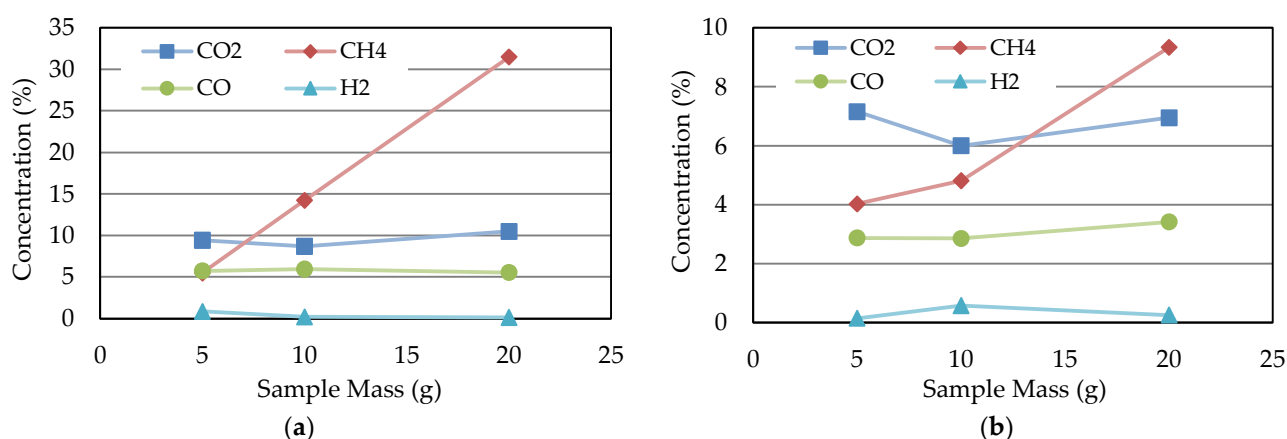 35
30
25
20
15
10
5
0
Concentration (%)
CO2 CH4
CO H2
0 5 10 15 20 25
Sample Mass (g)
(a)
10
8
6
4
2
0
Concentration (%)
CO2 CH4
CO H2
0 5 10 15 20 25
Sample Mass (g)
(b)